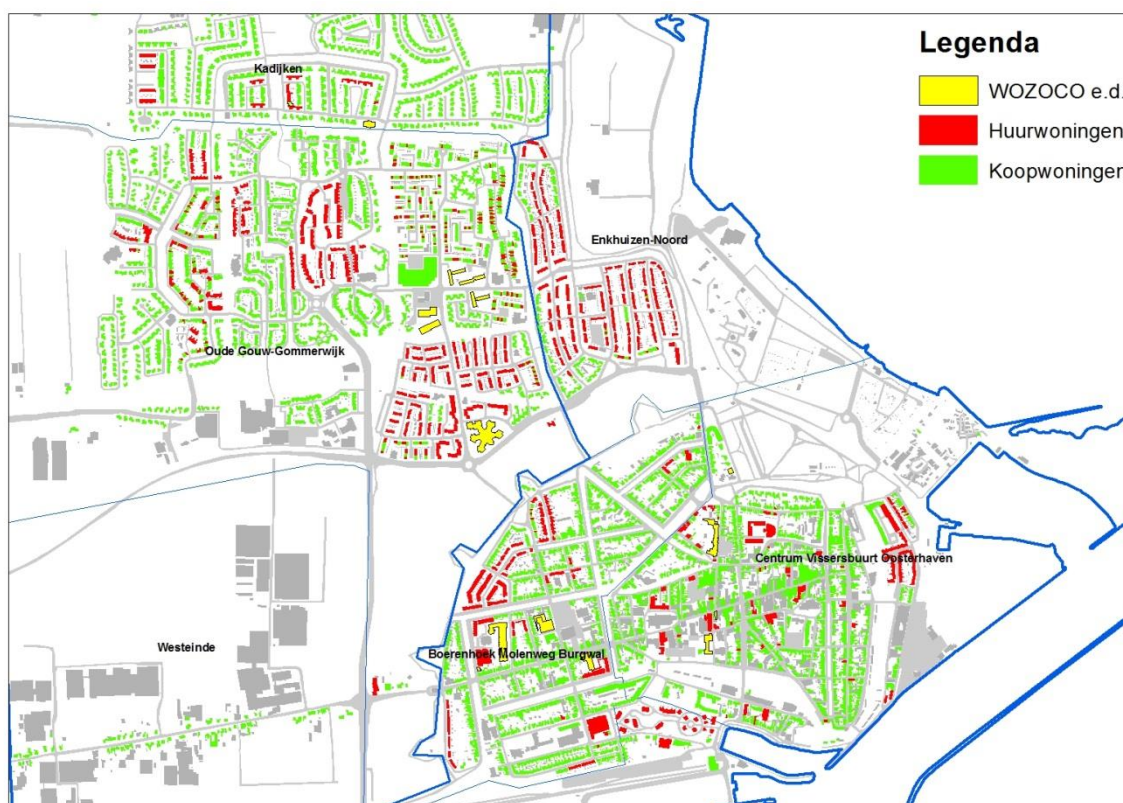 Legenda
WOZOCO e.d.
Huurwoningen
Koopwoningen
Kadijken
Enkhuizen-Noord
Oude Gouw-Gommerwijk
Centrum Vissersbuurt Oosterhaven
Westeinde
Boerenhoek Molenweg Burgwal